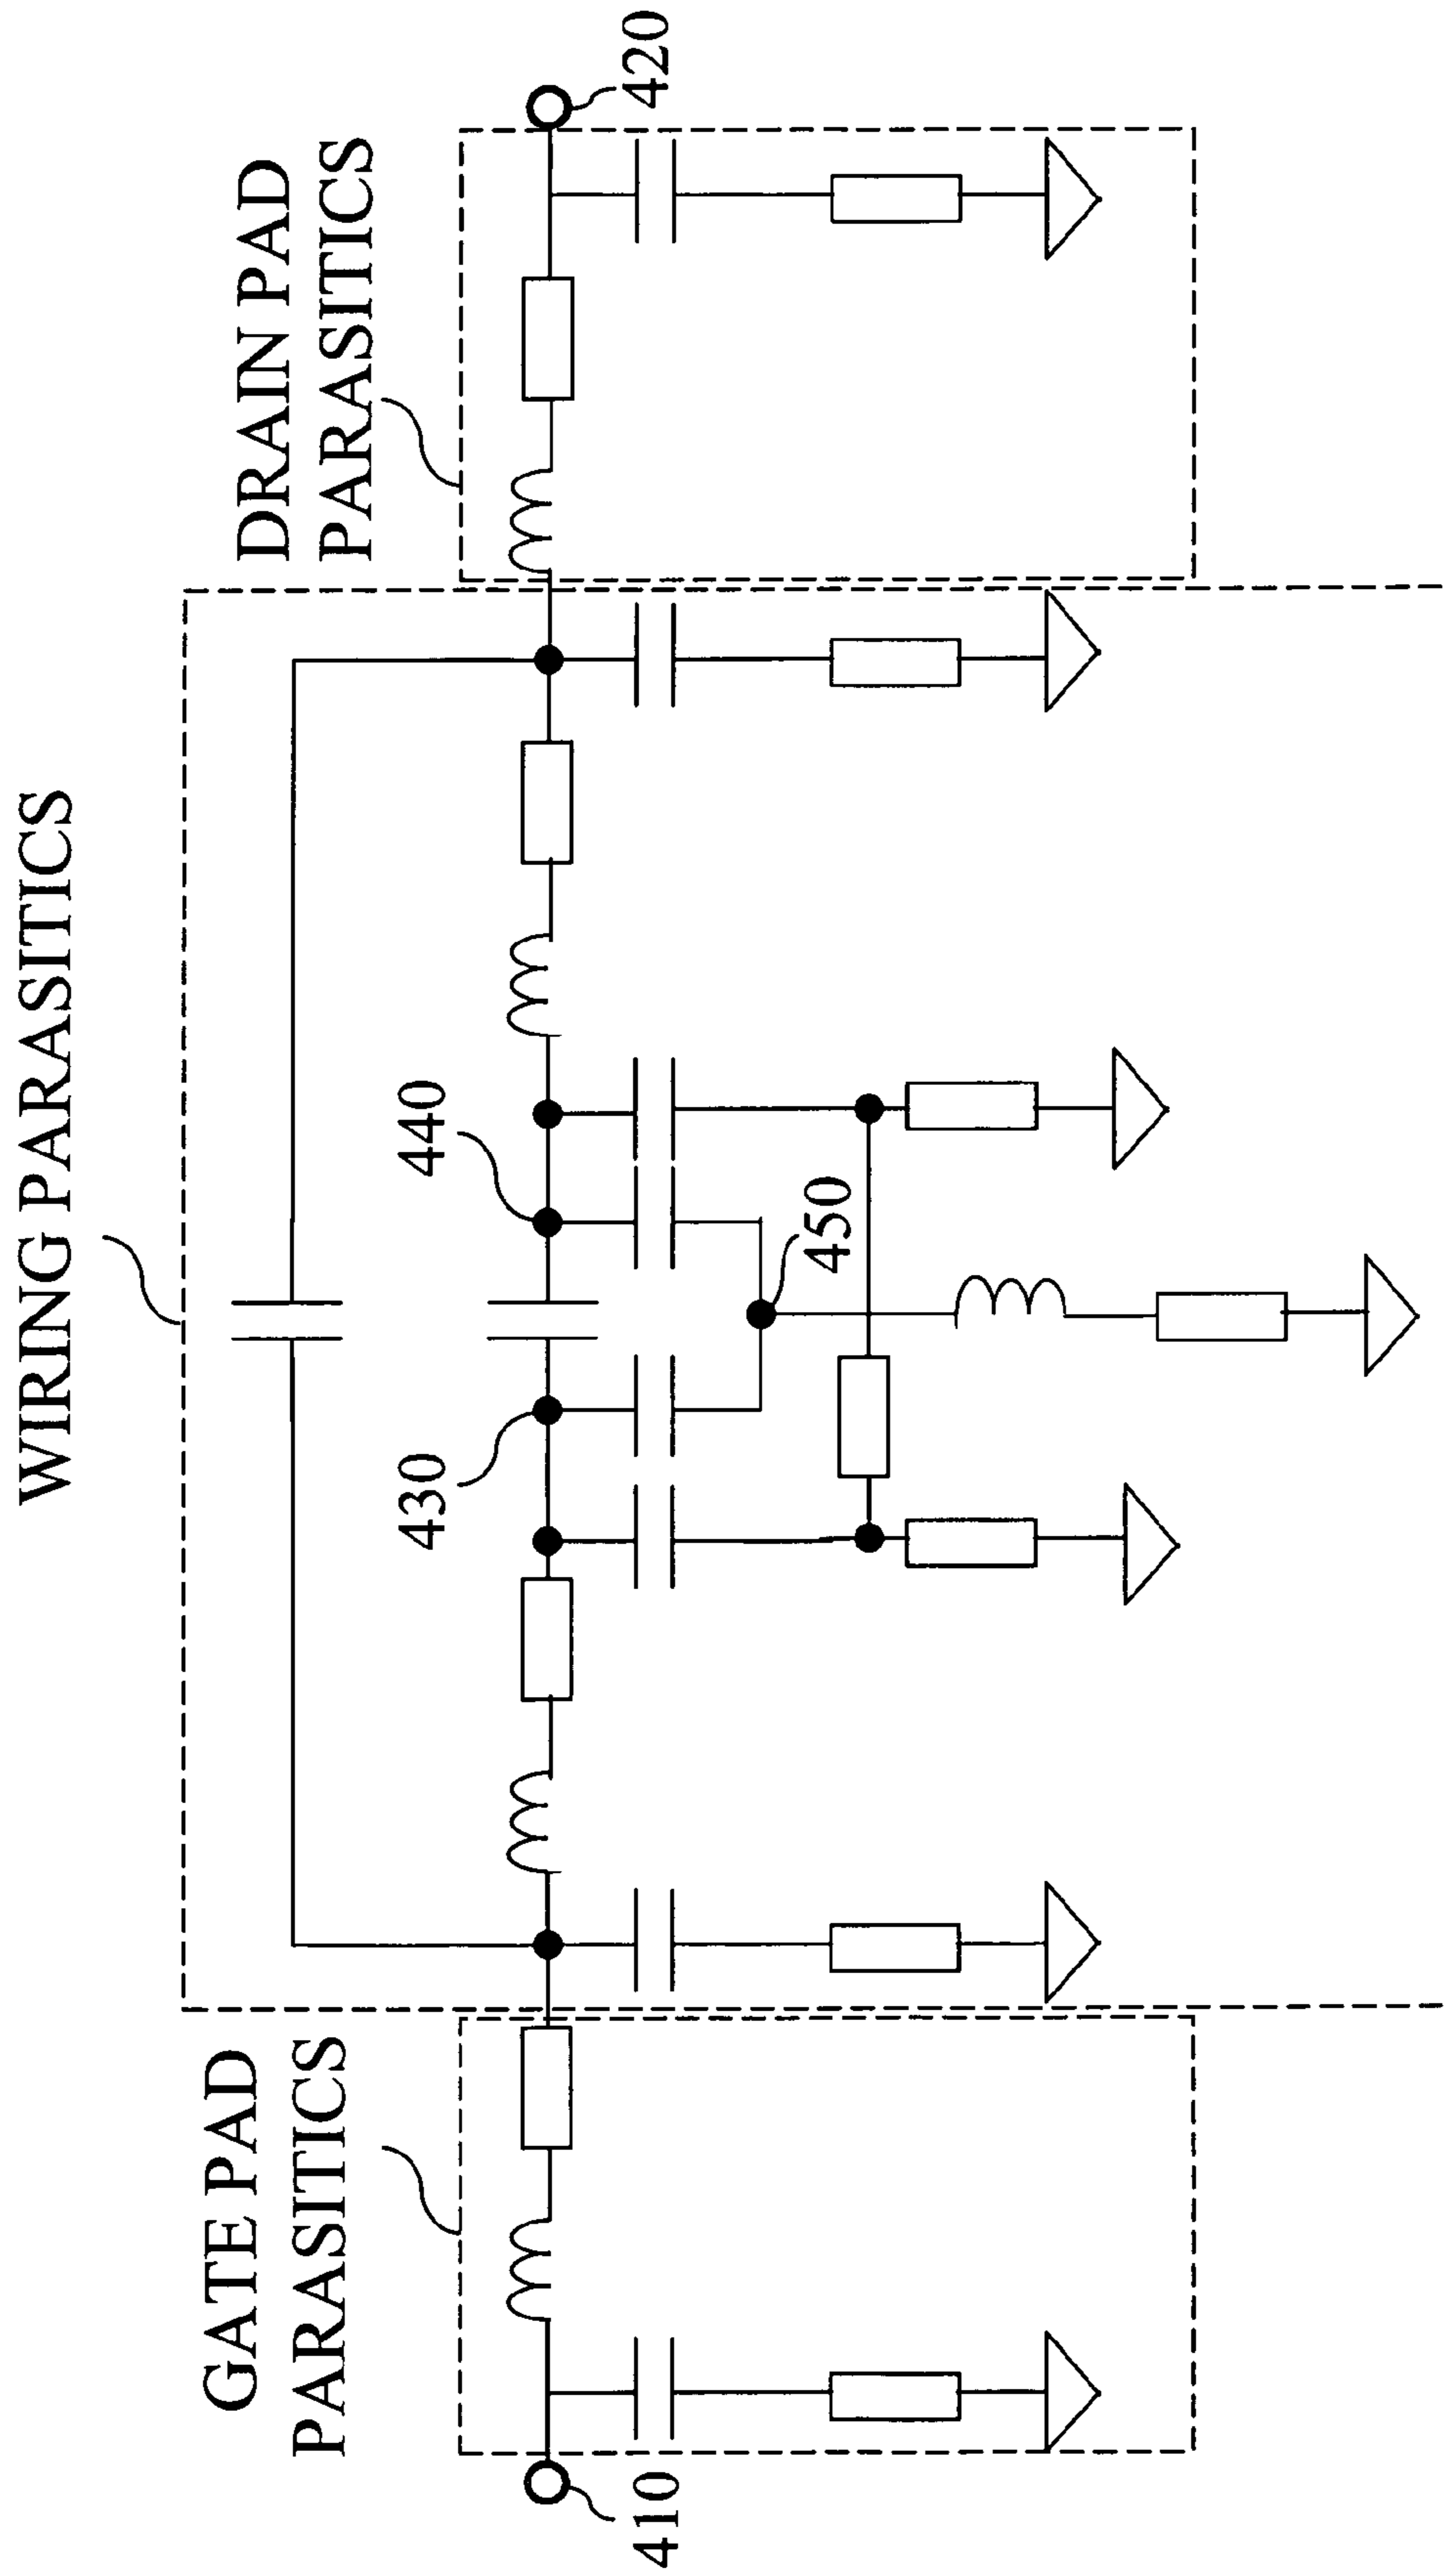 WIRING PARASITICS
GATE PAD
PARASITICS
DRAIN PAD
PARASITICS
430
440
450
410
420